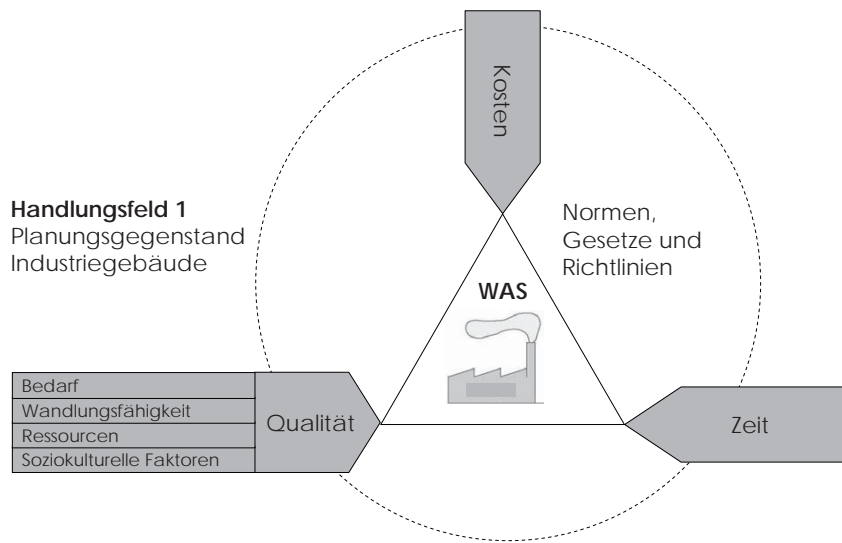 Kosten
Handlungsfeld 1
Planungsgegenstand
Industriegebäude
Normen,
Gesetze und
Richtlinien
WAS
Bedarf
Wandlungsfähigkeit
Ressourcen
Soziokulturelle Faktoren
Qualität
Zeit